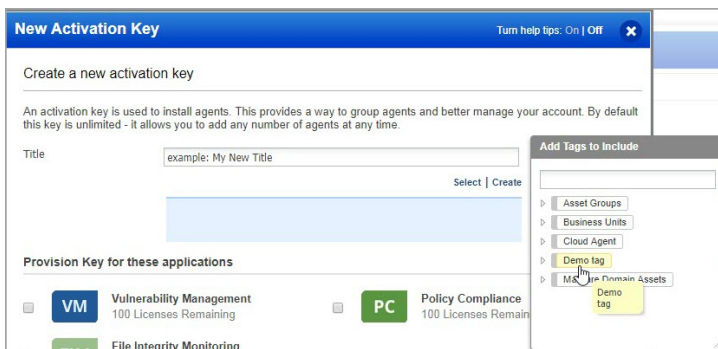 New Activation Key
Turn help tips: On | Off
Create a new activation key
An activation key is used to install agents. This provides a way to group agents and better manage your account. By default
this key is unlimited - it allows you to add any number of agents at any time.
Title
example: My New Title
Select | Create
Add Tags to Include
Asset Groups
Business Units
Cloud Agent
Demo tag
Domain Assets
Demo
tag
Provision Key for these applications
VM
Vulnerability Management
100 Licenses Remaining
PC
Policy Compliance
100 Licenses Remain
File Integrity Monitoring